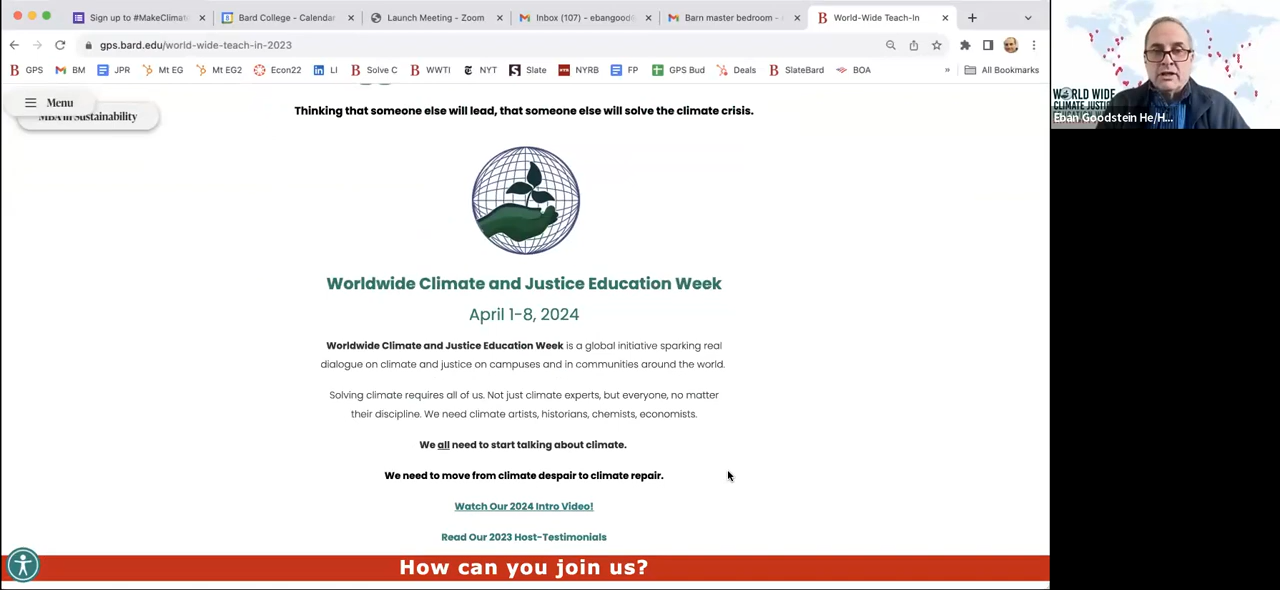 Sign up to #MakeClimat
Bard College - Calendar
Launch Meeting - Zoom
Inbox (107) - ebangood
Barn master bedroom -
World-Wide Teach-In
gps.bard.edu/world-wide-teach-in-2023
GPS
BM
JPR
Mt EG
Mt EG2
Econ22
LI
Solve C
WWTI
NYT
Slate
NYRB
FP
GPS Bud
Deals
SlateBard
BOA
All Bookmarks
Menu
MBA in Sustainability
Thinking that someone else will lead, that someone else will solve the climate crisis.
Worldwide Climate and Justice Education Week
April 1-8, 2024
Worldwide Climate and Justice Education Week is a global initiative sparking real
dialogue on climate and justice on campuses and in communities around the world.
Solving climate requires all of us. Not just climate experts, but everyone, no matter
their discipline. We need climate artists, historians, chemists, economists.
We all need to start talking about climate.
We need to move from climate despair to climate repair.
Watch Our 2024 Intro Video!
Read Our 2023 Host-Testimonials
How can you join us?
WORLD WIDE
CLIMATE JUSTICE
Eban Goodstein He/H...